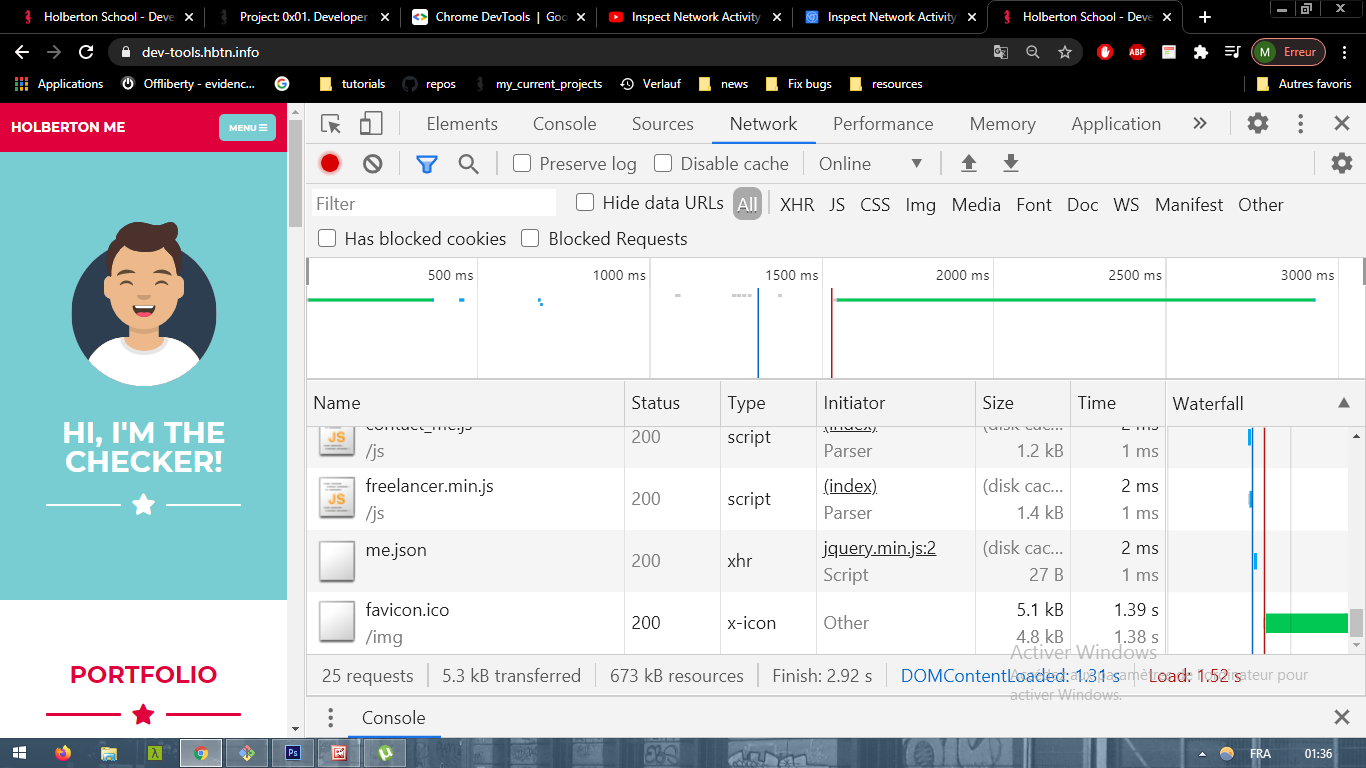 Holberton School - Deve
Project: 0x01. Developer
Chrome DevTools | Goo
Inspect Network Activity
Inspect Network Activity
Holberton School - Deve
dev-tools.hbtn.info
ABP
M Erreur
Applications
Offliberty - evidenc...
tutorials
repos
my_current_projects
Verlauf
news
Fix bugs
resources
Autres favoris
HOLBERTON ME
MENU
HI, I'M THE
CHECKER!
PORTFOLIO
Elements Console Sources Network Performance Memory Application
Preserve log Disable cache Online
Filter Hide data URLs All XHR JS CSS Img Media Font Doc WS Manifest Other
Has blocked cookies Blocked Requests
500 ms 1000 ms 1500 ms 2000 ms 2500 ms 3000 ms
Name Status Type Initiator Size Time Waterfall
contact_me.js 200 script (index) (disk cac... 2 ms
/js Parser 1.2 kB 1 ms
freelancer.min.js 200 script (index) (disk cac... 2 ms
/js Parser 1.4 kB 1 ms
me.json 200 xhr jquery.min.js:2 (disk cac... 2 ms
Script 27 B 1 ms
favicon.ico 200 x-icon Other 5.1 kB 1.39 s
/img 4.8 kB 1.38 s
25 requests 5.3 kB transferred 673 kB resources Finish: 2.92 s DOMContentLoaded: 1.31 s Load: 1.52 s
Activer Windows
activer Windows.
Console
FRA 01:36